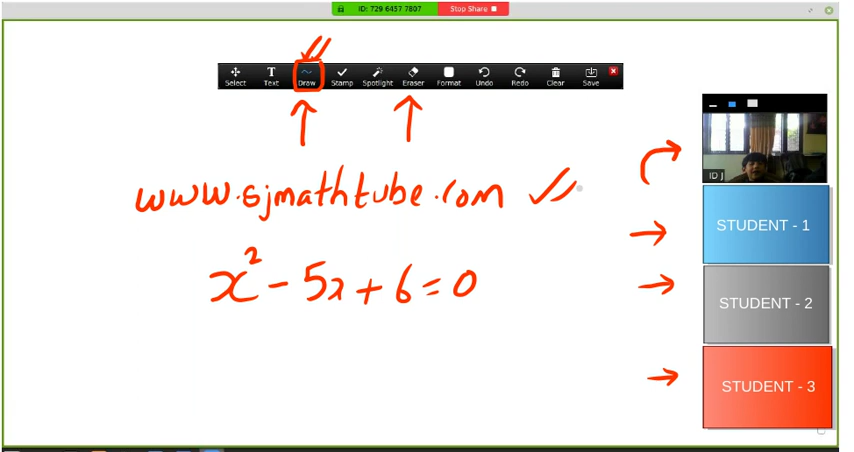 ID: 729 6457 7807 Stop Share
Select Text Draw Stamp Spotlight Eraser Format Undo Redo Clear Save
www.sjmathtube.com
ID J
x² - 5x + 6 = 0
STUDENT - 1
STUDENT - 2
STUDENT - 3